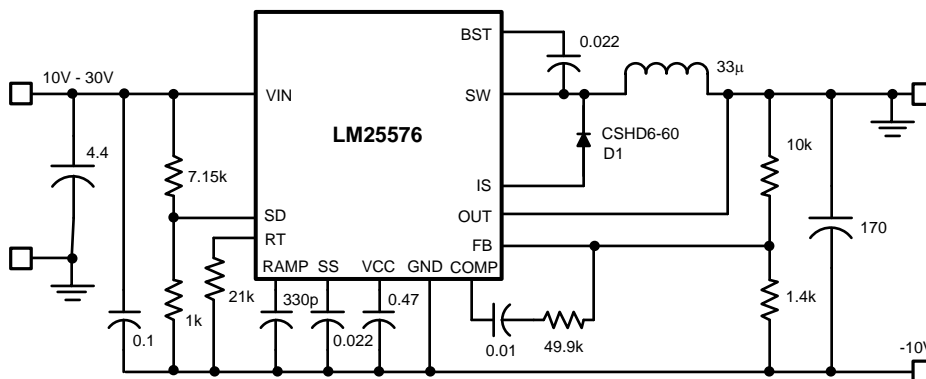 BST
0.022
10V - 30V
33μ
VIN
SW
LM25576
CSHD6-60
D1
10k
4.4
7.15k
IS
SD
OUT
170
RT
FB
RAMP
SS
VCC
GND
COMP
21k
330p
0.47
1.4k
1k
0.1
0.022
0.01
49.9k
-10V